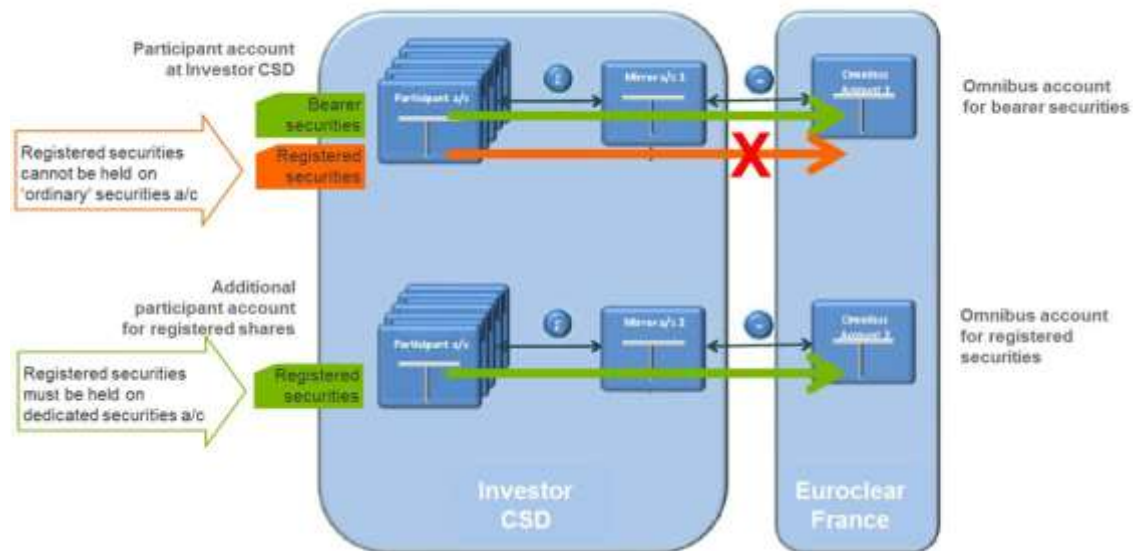 Participant account
at Investor CSD
Participant a/c
Mirror a/c 1
Omnibus
Account 1
Omnibus account
for bearer securities
Bearer
securities
Registered securities
cannot be held on
'ordinary' securities a/c
Registered
securities
X
Additional
participant account
for registered shares
Participant a/c
Mirror a/c 2
Omnibus
Account 2
Omnibus account
for registered
securities
Registered securities
must be held on
dedicated securities a/c
Registered
securities
Investor
CSD
Euroclear
France